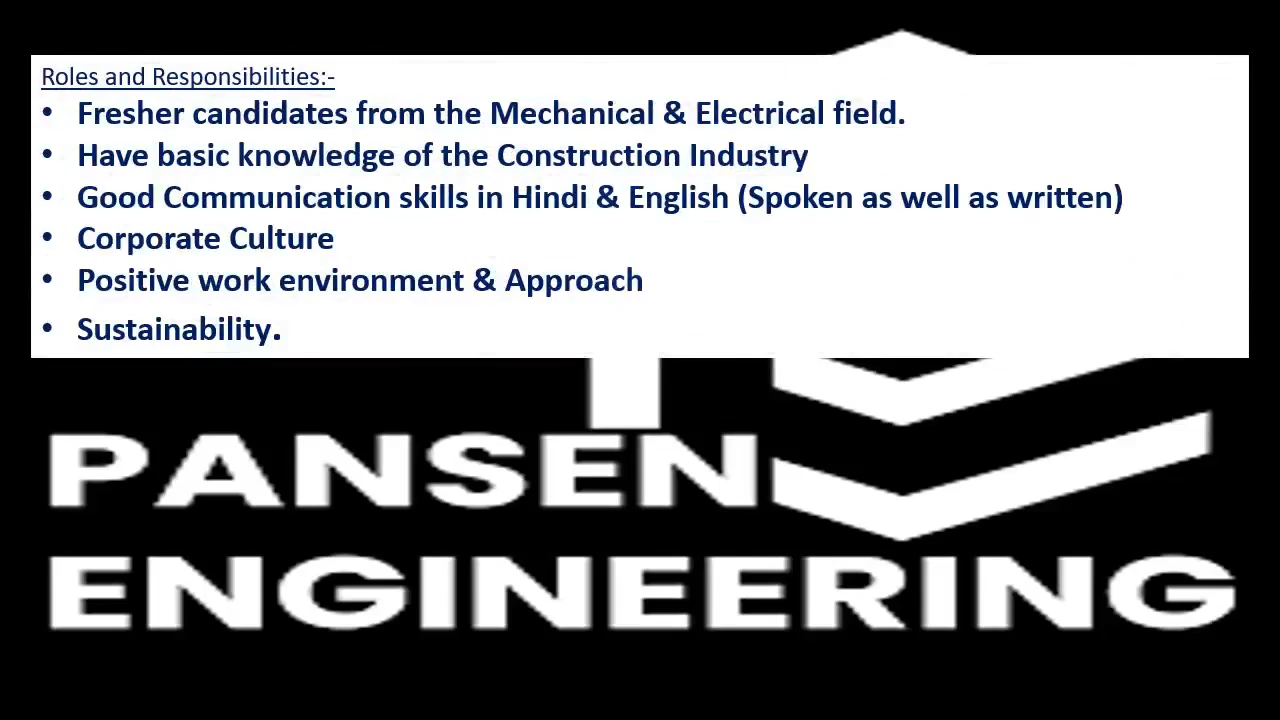 Roles and Responsibilities:-
• Fresher candidates from the Mechanical & Electrical field.
• Have basic knowledge of the Construction Industry
• Good Communication skills in Hindi & English (Spoken as well as written)
• Corporate Culture
• Positive work environment & Approach
• Sustainability.
PANSEN
ENGINEERING